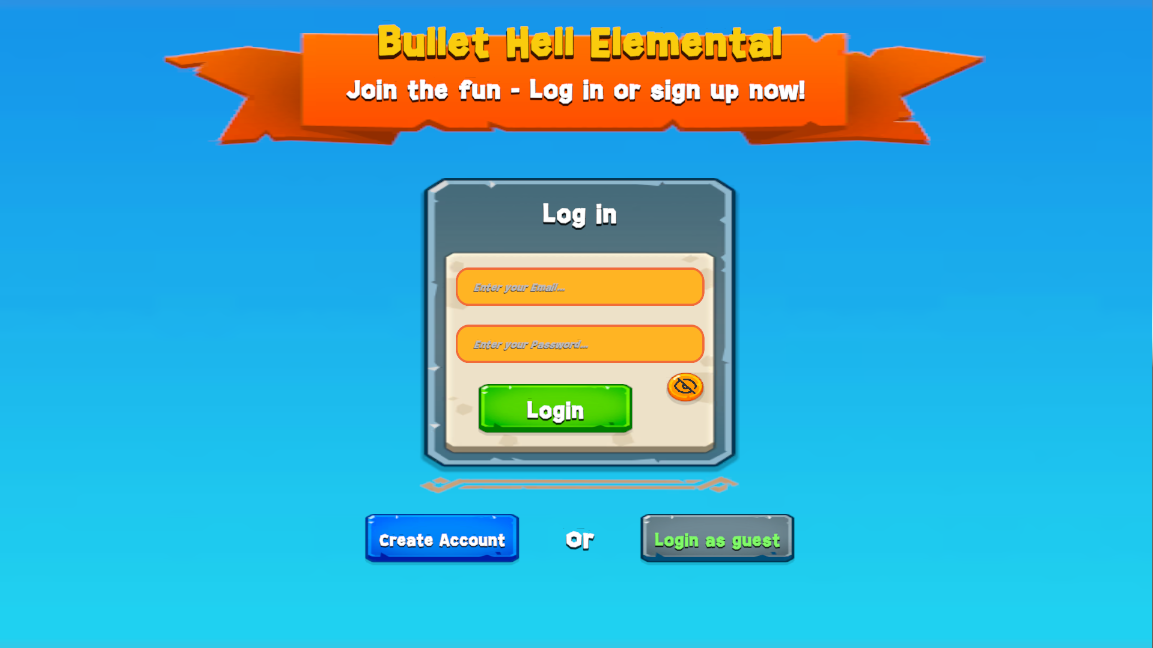 Bullet Hell Elemental
Join the fun - Log in or sign up now!
Log in
Enter your Email...
Enter your Password...
Login
Create Account
or
Login as guest